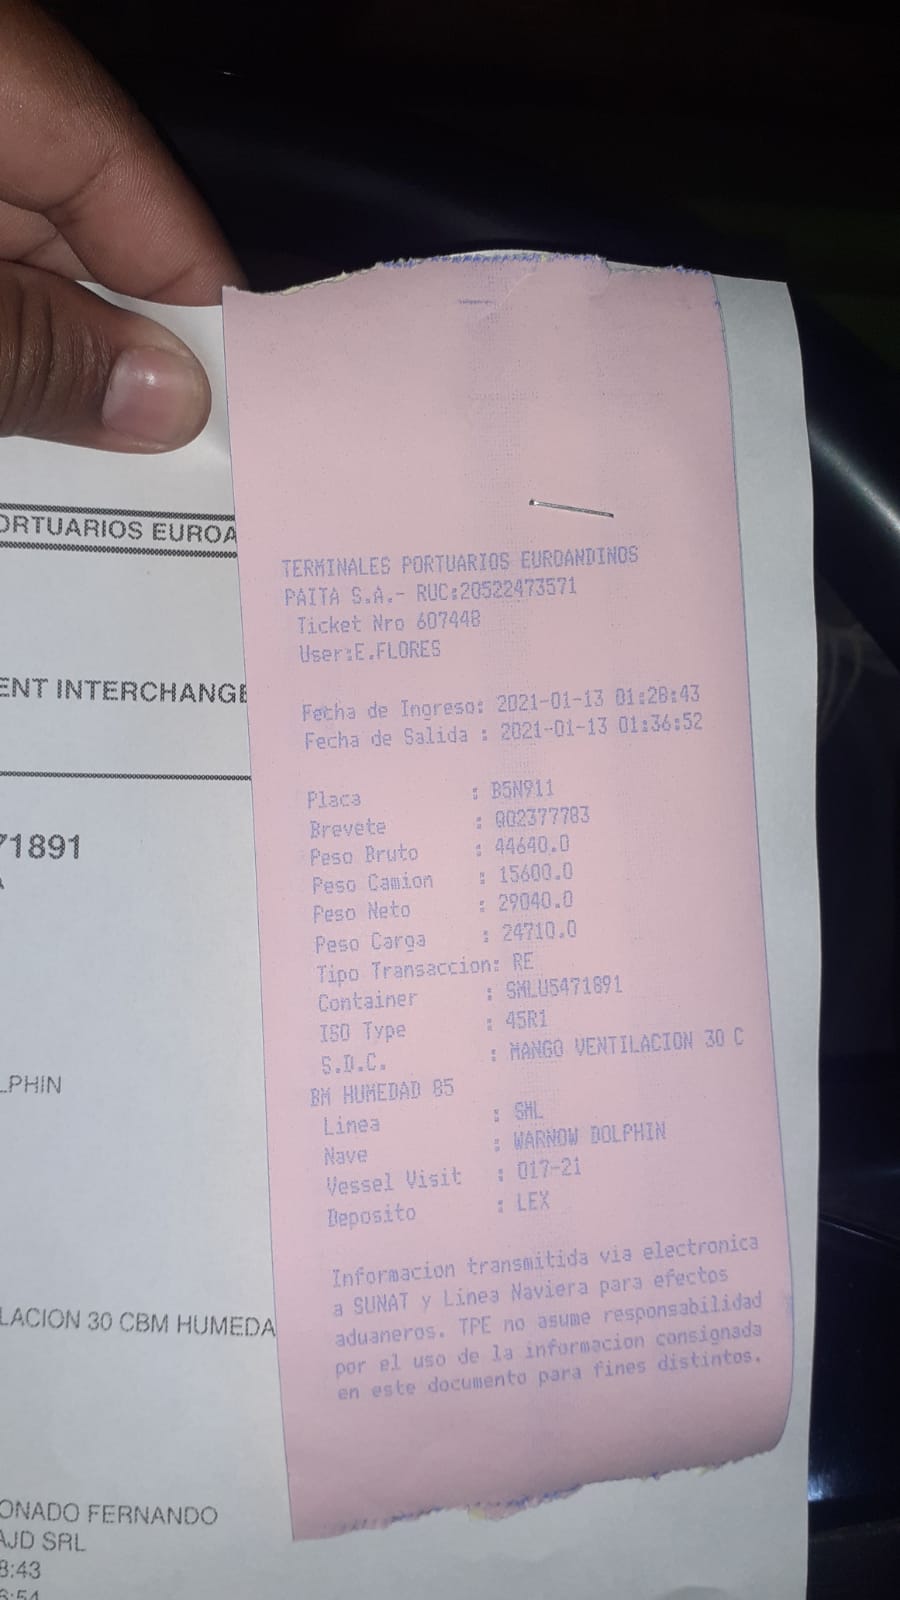 ORTUARIOS EUROA
ENT INTERCHANGE
71891
A
LPHIN
LACION 30 CBM HUMEDA
ONADO FERNANDO
AJD SRL
8:43
6:54
TERMINALES PORTUARIOS EUROANDINOS
PAITA S.A.- RUC:20522473571
Ticket Nro 607448
User:E.FLORES
Fecha de Ingreso: 2021-01-13 01:28:43
Fecha de Salida : 2021-01-13 01:36:52
Placa : B5N911
Brevete : Q02377783
Peso Bruto : 44640.0
Peso Camion : 15600.0
Peso Neto : 29040.0
Peso Carga : 24710.0
Tipo Transaccion: RE
Container : SMLU5471891
ISO Type : 45R1
S.D.C. : MANGO VENTILACION 30 C
BM HUMEDAD 85
Linea : SML
Nave : WARNOW DOLPHIN
Vessel Visit : 017-21
Deposito : LEX
Informacion transmitida via electronica
a SUNAT y Linea Naviera para efectos
aduaneros. TPE no asume responsabilidad
por el uso de la informacion consignada
en este documento para fines distintos.